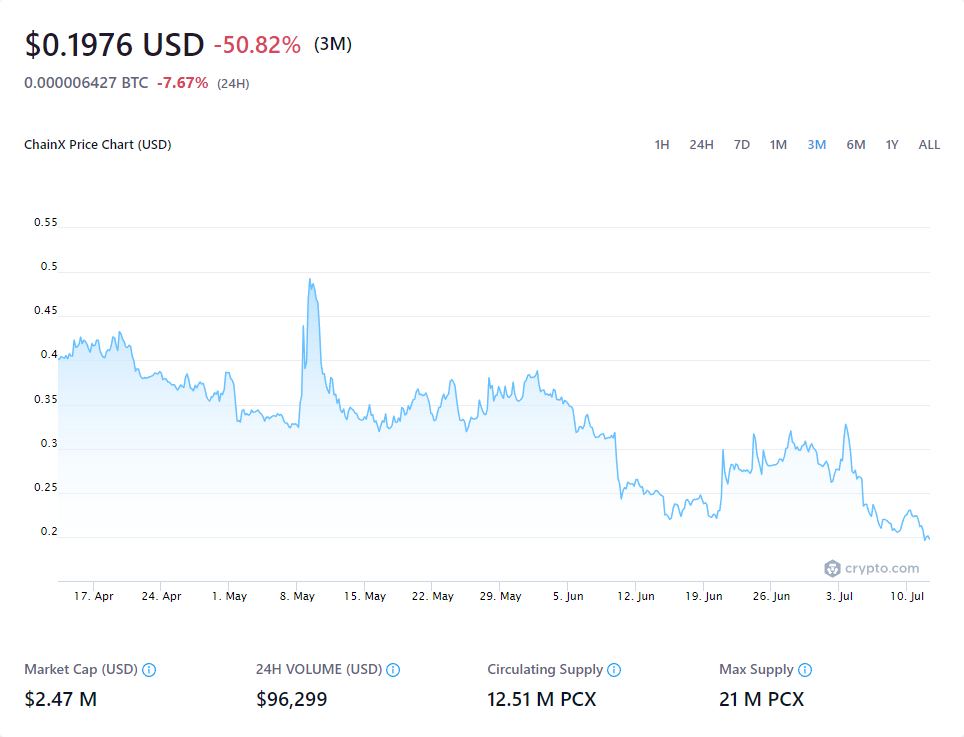 $0.1976 USD -50.82% (3M)
0.000006427 BTC -7.67% (24H)
ChainX Price Chart (USD) 1H 24H 7D 1M 3M 6M 1Y ALL
0.55
0.5
0.45
0.4
0.35
0.3
0.25
0.2
crypto.com
17. Apr 24. Apr 1. May 8. May 15. May 22. May 29. May 5. Jun 12. Jun 19. Jun 26. Jun 3. Jul 10. Jul
Market Cap (USD) 24H VOLUME (USD) Circulating Supply Max Supply
$2.47 M $96,299 12.51 M PCX 21 M PCX